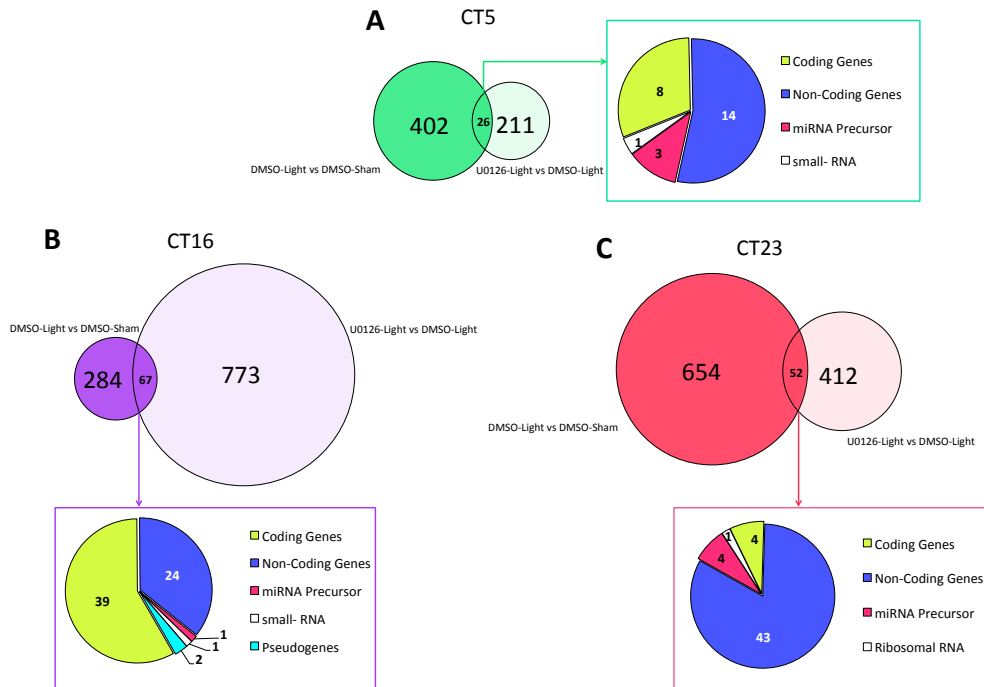 A
CT5
402
26
211
DMSO-Light vs DMSO-Sham
U0126-Light vs DMSO-Light
8
14
1
3
Coding Genes
Non-Coding Genes
miRNA Precursor
small- RNA
B
CT16
DMSO-Light vs DMSO-Sham
U0126-Light vs DMSO-Light
284
67
773
39
24
1
1
2
Coding Genes
Non-Coding Genes
miRNA Precursor
small- RNA
Pseudogenes
C
CT23
654
52
412
DMSO-Light vs DMSO-Sham
U0126-Light vs DMSO-Light
1
4
4
43
Coding Genes
Non-Coding Genes
miRNA Precursor
Ribosomal RNA